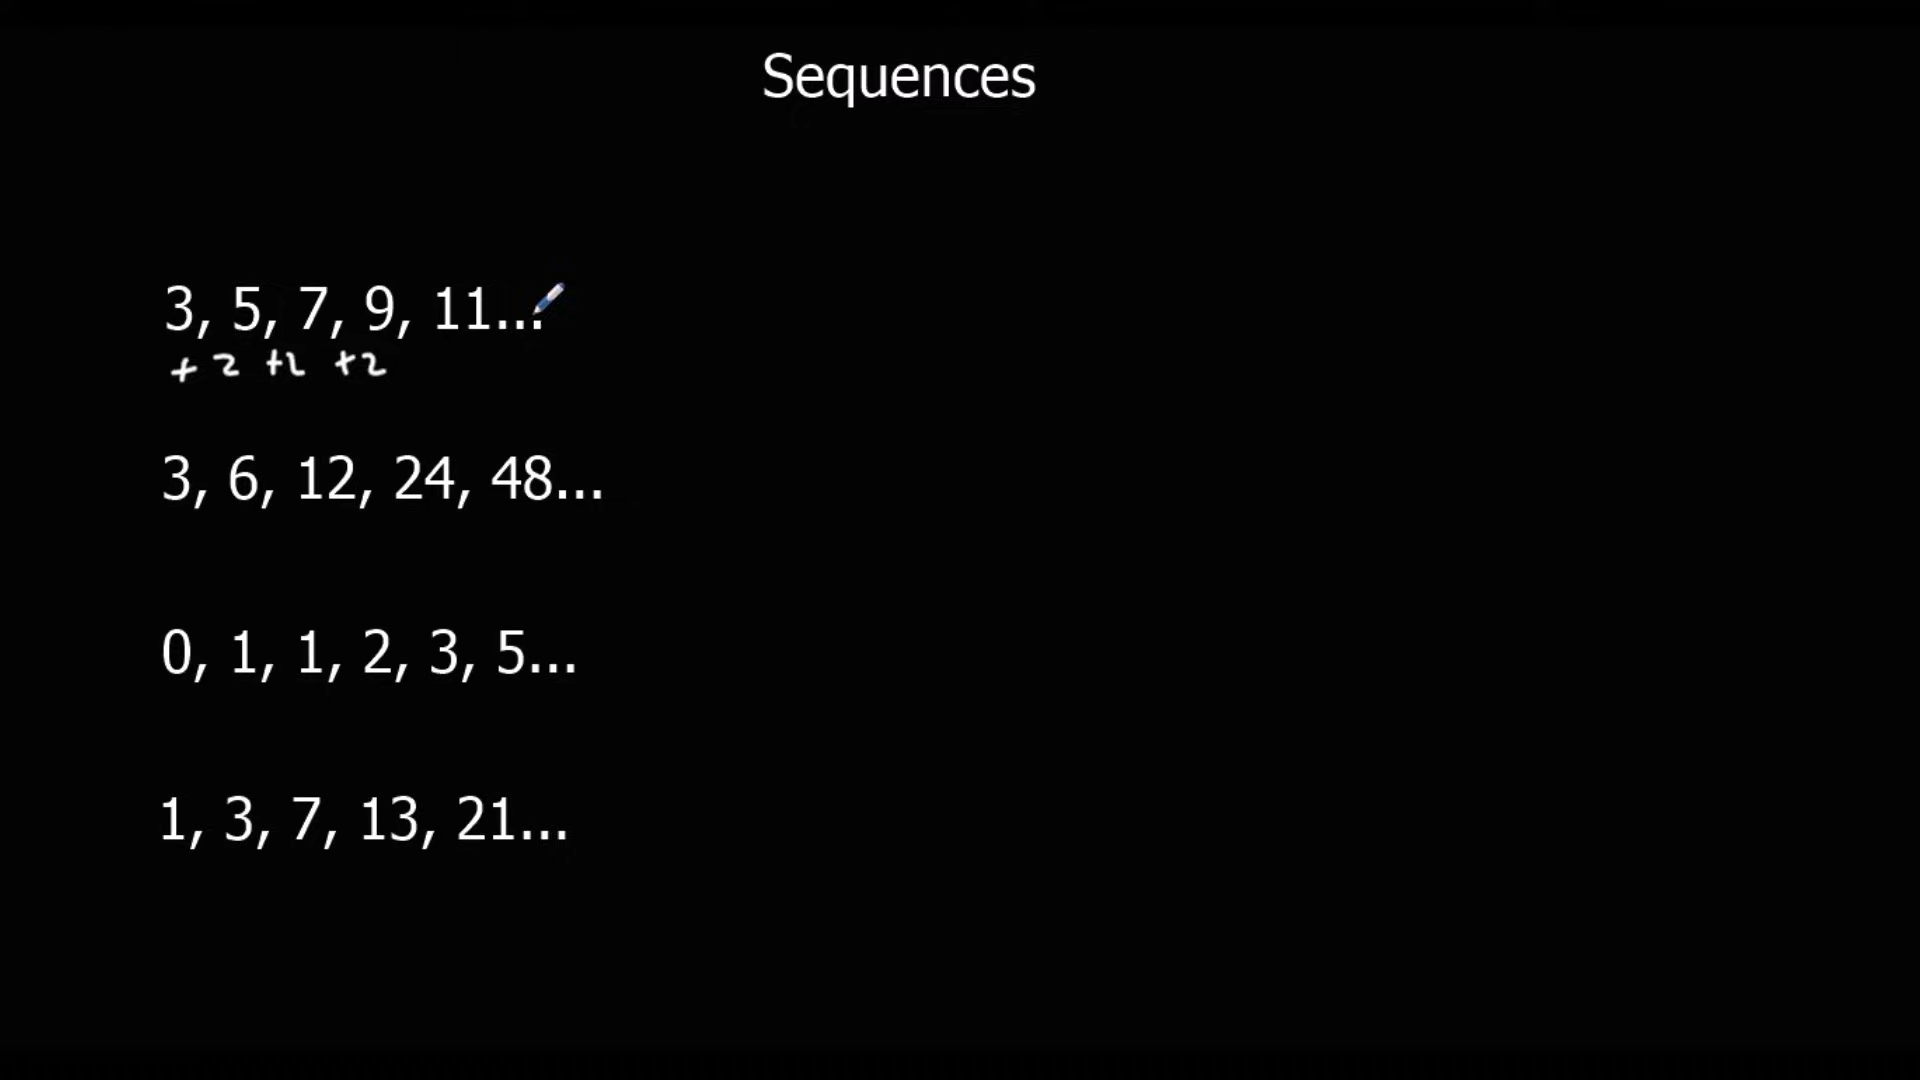 Sequences
3, 5, 7, 9, 11...
+ 2 +2 +2
3, 6, 12, 24, 48...
0, 1, 1, 2, 3, 5...
1, 3, 7, 13, 21...